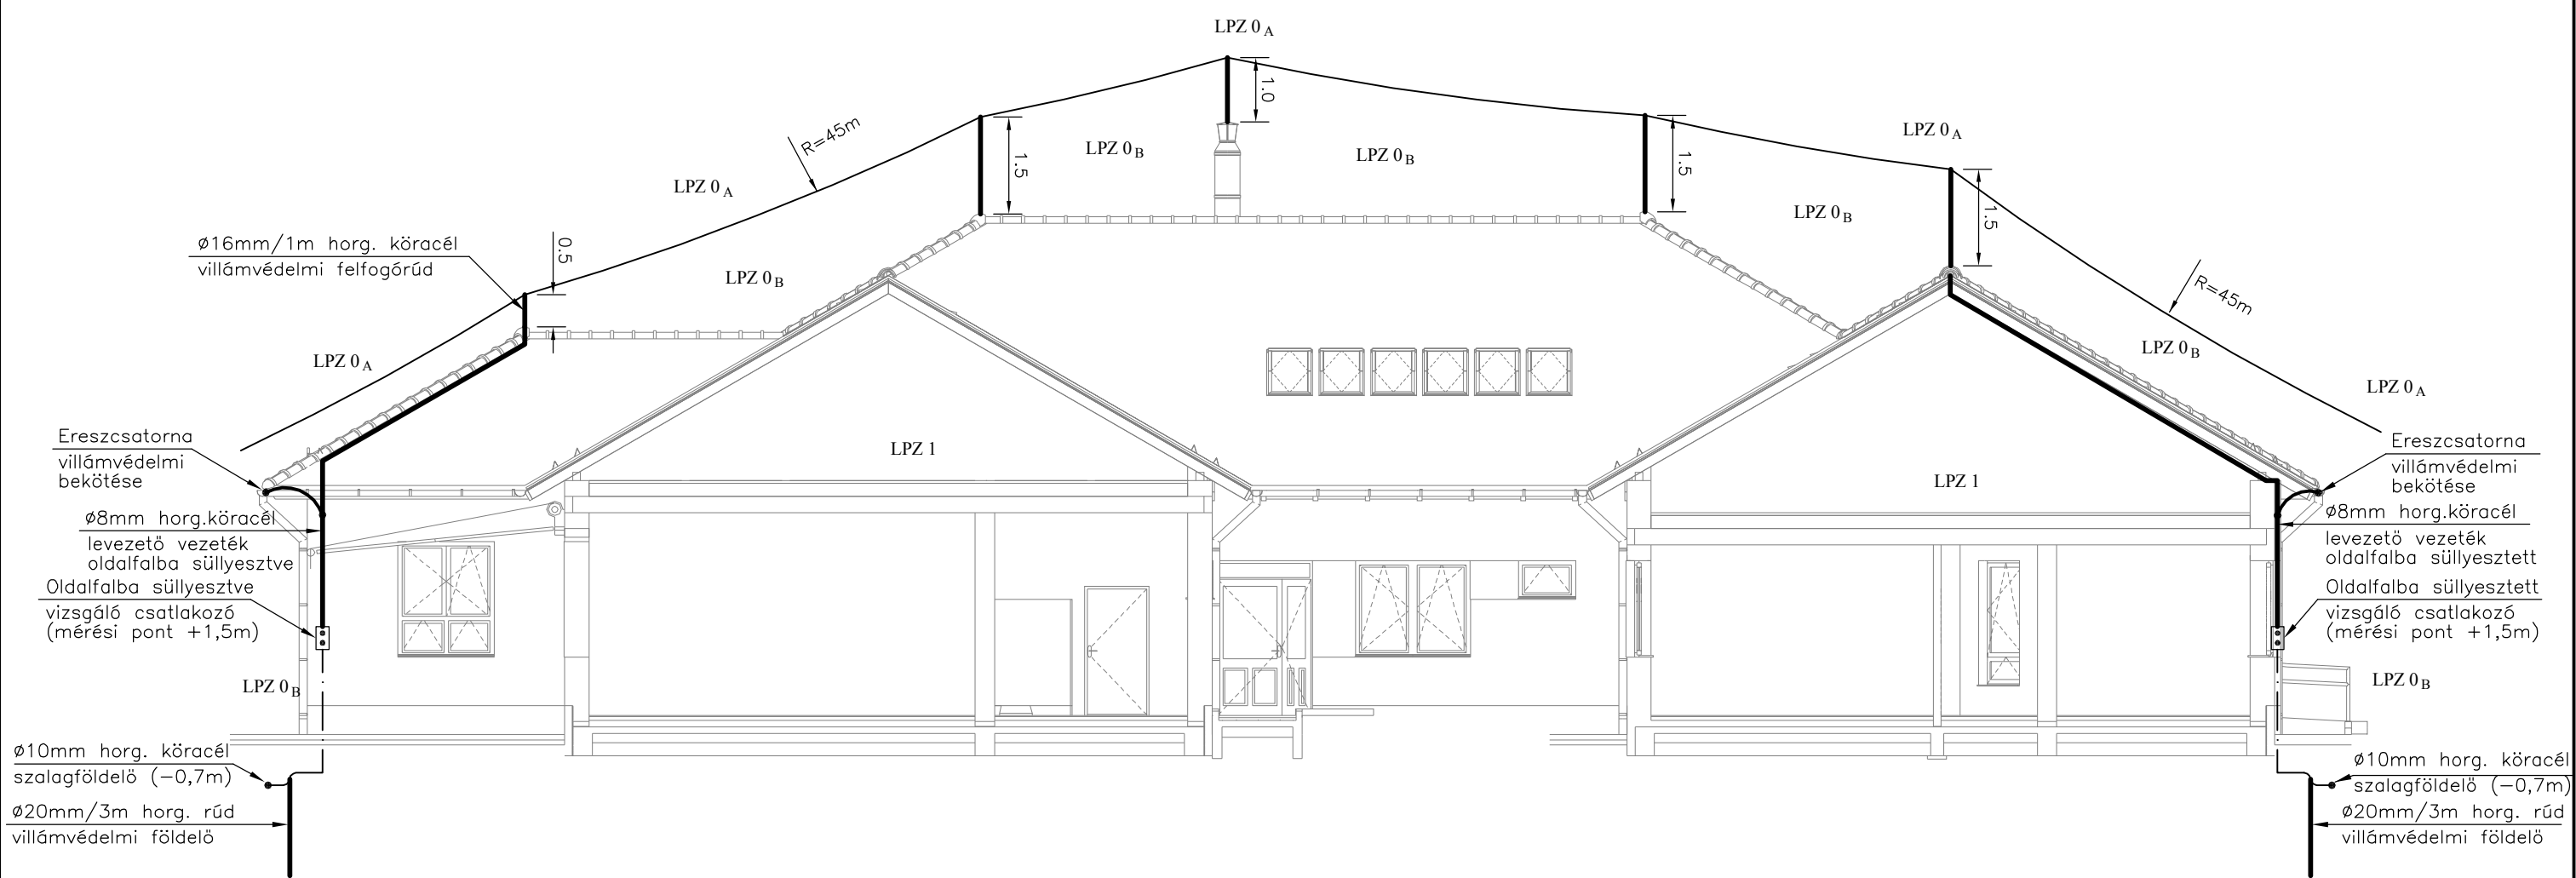 LPZ 0A
1.0
R=45m
LPZ 0A
LPZ 0B
LPZ 0B
1.5
1.5
LPZ 0A
LPZ 0A
LPZ 0B
1.5
ø16mm/1m horg. köracél
villámvédelmi felfogórúd
0.5
LPZ 0B
R=45m
LPZ 0A
LPZ 0B
LPZ 0A
Ereszcsatorna
villámvédelmi
bekötése
LPZ 1
LPZ 1
Ereszcsatorna
villámvédelmi
bekötése
ø8mm horg.köracél
levezető vezeték
oldalfalba süllyesztve
Oldalfalba süllyesztve
vizsgáló csatlakozó
(mérési pont +1,5m)
ø8mm horg.köracél
levezető vezeték
oldalfalba süllyesztett
Oldalfalba süllyesztett
vizsgáló csatlakozó
(mérési pont +1,5m)
LPZ 0B
LPZ 0B
ø10mm horg. köracél
szalagföldelő (−0,7m)
ø20mm/3m horg. rúd
villámvédelmi földelő
ø10mm horg. köracél
szalagföldelő (−0,7m)
ø20mm/3m horg. rúd
villámvédelmi földelő